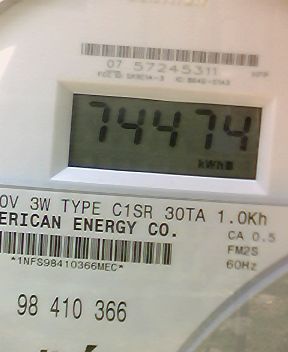 07 57245311
74474
kWh
0V 3W TYPE C1SR 30TA 1.0Kh
ERICAN ENERGY CO.
CA 0.5
FM2S
*1NFS98410366MEC*
60Hz
98 410 366